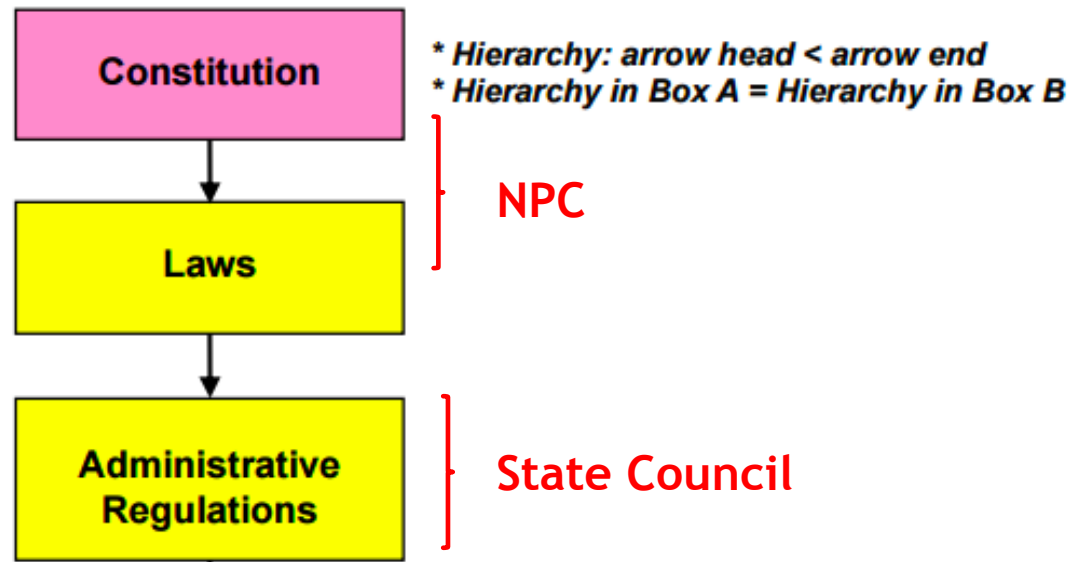 Constitution
* Hierarchy: arrow head < arrow end
* Hierarchy in Box A = Hierarchy in Box B
NPC
Laws
Administrative
Regulations
State Council